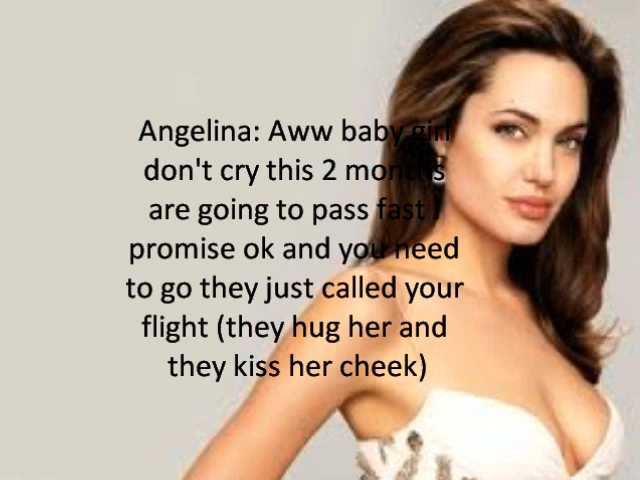 Angelina: Aww baby girl
don't cry this 2 months
are going to pass fast I
promise ok and you need
to go they just called your
flight (they hug her and
they kiss her cheek)